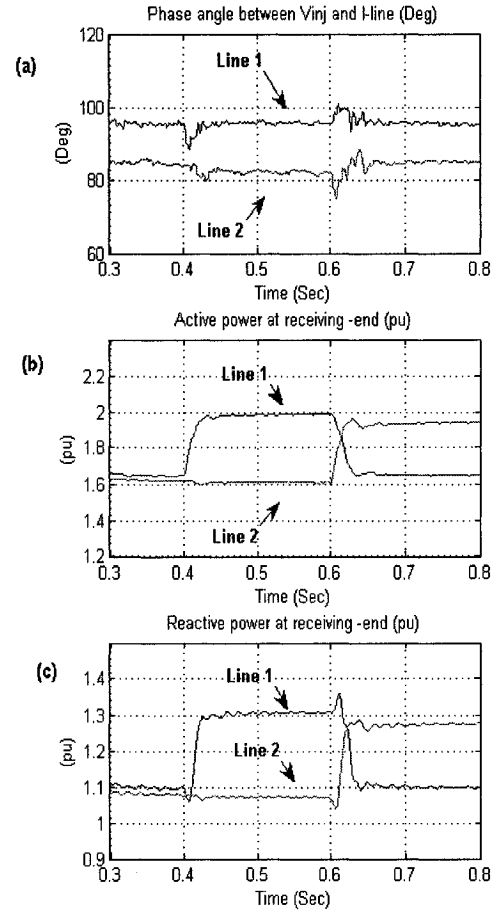 Phase angle between Vinj and I-line (Deg)
(a)
120
100
80
60
(Deg)
Line 1
Line 2
0.3 0.4 0.5 0.6 0.7 0.8
Time (Sec)
Active power at receiving -end (pu)
(b)
2.2
2
1.8
1.6
1.4
1.2
(pu)
Line 1
Line 2
0.3 0.4 0.5 0.6 0.7 0.8
Time (Sec)
Reactive power at receiving -end (pu)
(c)
1.4
1.3
1.2
1.1
1
0.9
(pu)
Line 1
Line 2
0.3 0.4 0.5 0.6 0.7 0.8
Time (Sec)